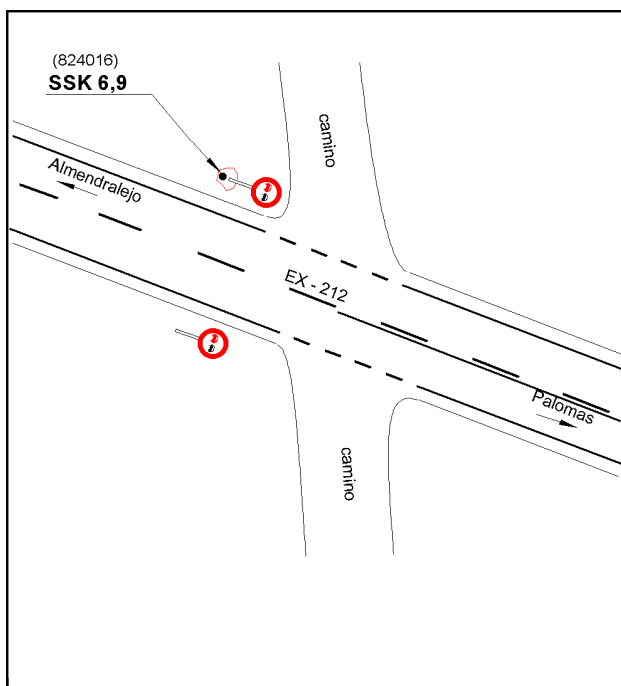 (824016)
SSK 6,9
camino
Almendralejo
EX - 212
Palomas
camino